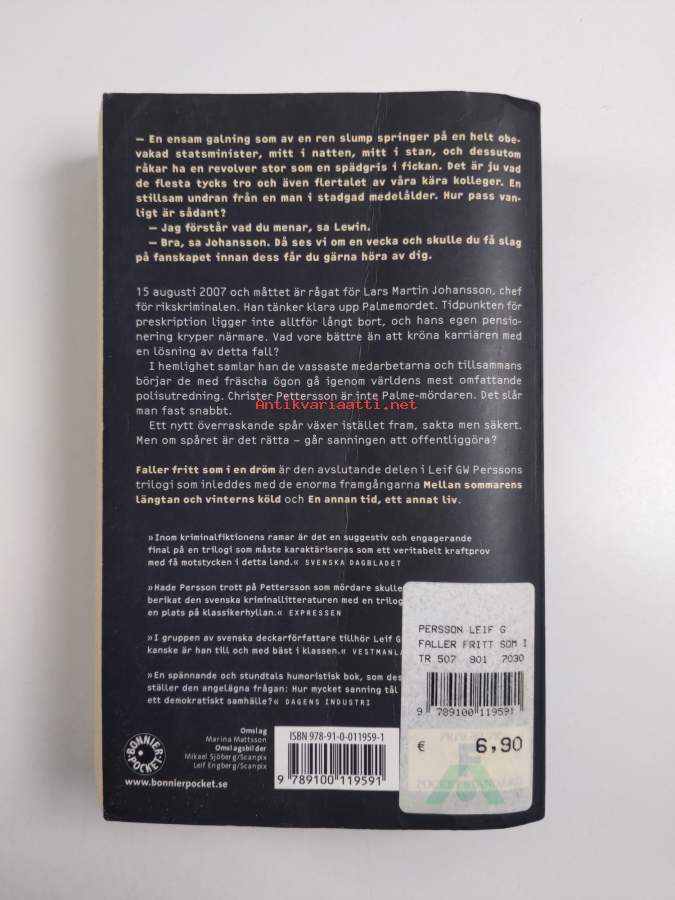 — En ensam galning som av en ren slump springer på en helt obe-
vakad statsminister, mitt i natten, mitt i stan, och dessutom
råkar ha en revolver stor som en spädgris i fickan. Det är ju vad
de flesta tycks tro och även flertalet av våra kära kolleger. En
stillsam undran från en man i stadgad medelålder. Hur pass van-
ligt är sådant?
— Jag förstår vad du menar, sa Lewin.
— Bra, sa Johansson. Då ses vi om en vecka och skulle du få slag
på fanskapet innan dess får du gärna höra av dig.
15 augusti 2007 och måttet är rågat för Lars Martin Johansson, chef
för rikskriminalen. Han tänker klara upp Palmemordet. Tidpunkten för
preskription ligger inte alltför långt bort, och hans egen pensio-
nering kryper närmare. Vad vore bättre än att kröna karriären med
en lösning av detta fall?
I hemlighet samlar han de vassaste medarbetarna och tillsammans
börjar de med fräscha ögon gå igenom världens mest omfattande
polisutredning. Christer Pettersson är inte Palme-mördaren. Det slår
man fast snabbt.
Antikvariaatti.net
Ett nytt överraskande spår växer istället fram, sakta men säkert.
Men om spåret är det rätta – går sanningen att offentliggöra?
Faller fritt som i en dröm är den avslutande delen i Leif GW Perssons
trilogi som inleddes med de enorma framgångarna Mellan sommarens
längtan och vinterns köld och En annan tid, ett annat liv.
»Inom kriminalfiktionens ramar är det en suggestiv och engagerande
final på en trilogi som måste karaktäriseras som ett veritabelt kraftprov
med få motstycken i detta land.« SVENSKA DAGBLADET
»Hade Persson trott på Pettersson som mördare skulle
berikat den svenska kriminallitteraturen med en trilog
en plats på klassikerhyllan.« EXPRESSEN
»I gruppen av svenska deckarförfattare tillhör Leif G
kanske är han till och med bäst i klassen.« VESTMANLA
»En spännande och stundtals humoristisk bok, som des
ställer den angelägna frågan: Hur mycket sanning tål
ett demokratiskt samhälle?« DAGENS INDUSTRI
PERSSON LEIF G
FALLER FRITT SOM I
TR 507 901 7030
9 789100 119591
€ 6,90
BONNIER
POCKET
www.bonnierpocket.se
Omslag
Marina Mattsson
Omslagsbilder
Mikael Sjöberg/Scanpix
Leif Engberg/Scanpix
ISBN 978-91-0-011959-1
9 789100 119591